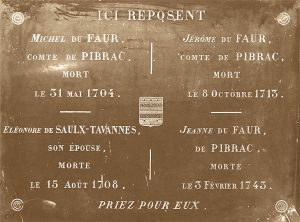 ICI REPOSENT
MICHEL DU FAUR,
COMTE DE PIBRAC,
MORT
LE 31 MAI 1704.
JÉRÔME DU FAUR,
COMTE DE PIBRAC,
MORT
LE 8 OCTOBRE 1713.
ELÉONORE DE SAULX-TAVANNES,
SON ÉPOUSE,
MORTE
LE 15 AOÛT 1708.
JEANNE DU FAUR
DE PIBRAC
MORTE
LE 3 FÉVRIER 1743.
PRIEZ POUR EUX.